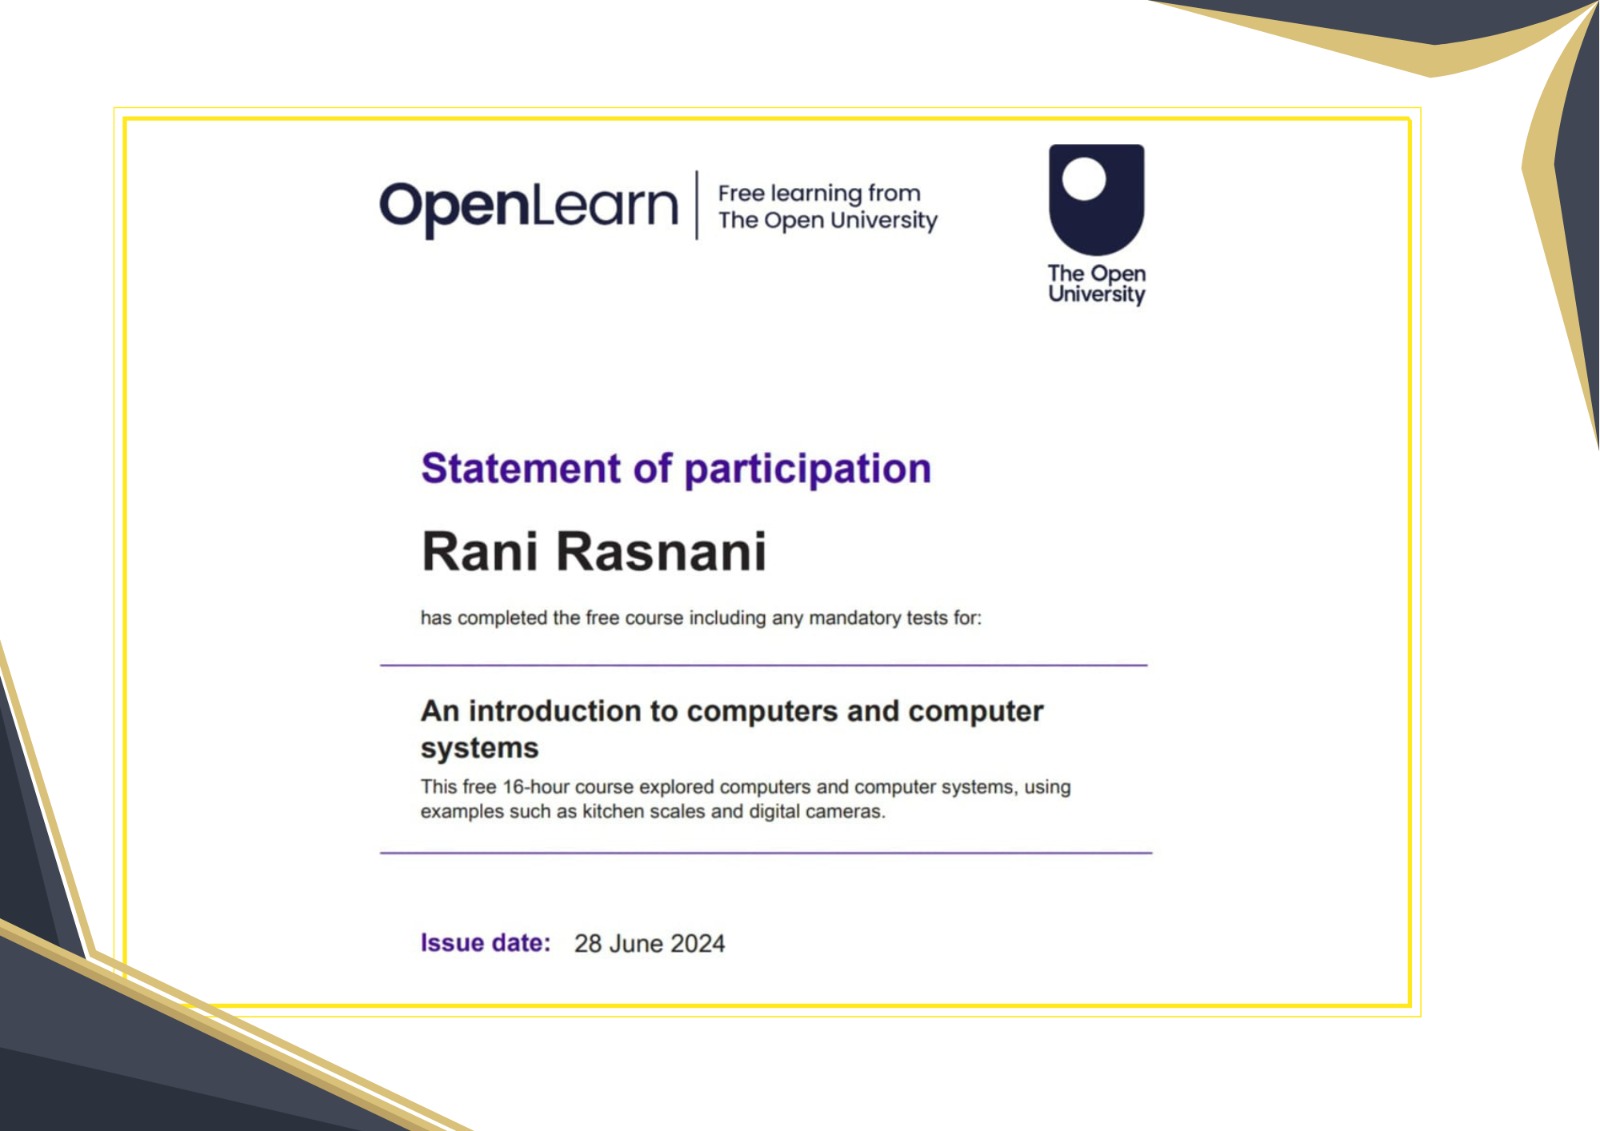 OpenLearn
Free learning from
The Open University
The Open
University
Statement of participation
Rani Rasnani
has completed the free course including any mandatory tests for:
An introduction to computers and computer
systems
This free 16-hour course explored computers and computer systems, using
examples such as kitchen scales and digital cameras.
Issue date: 28 June 2024